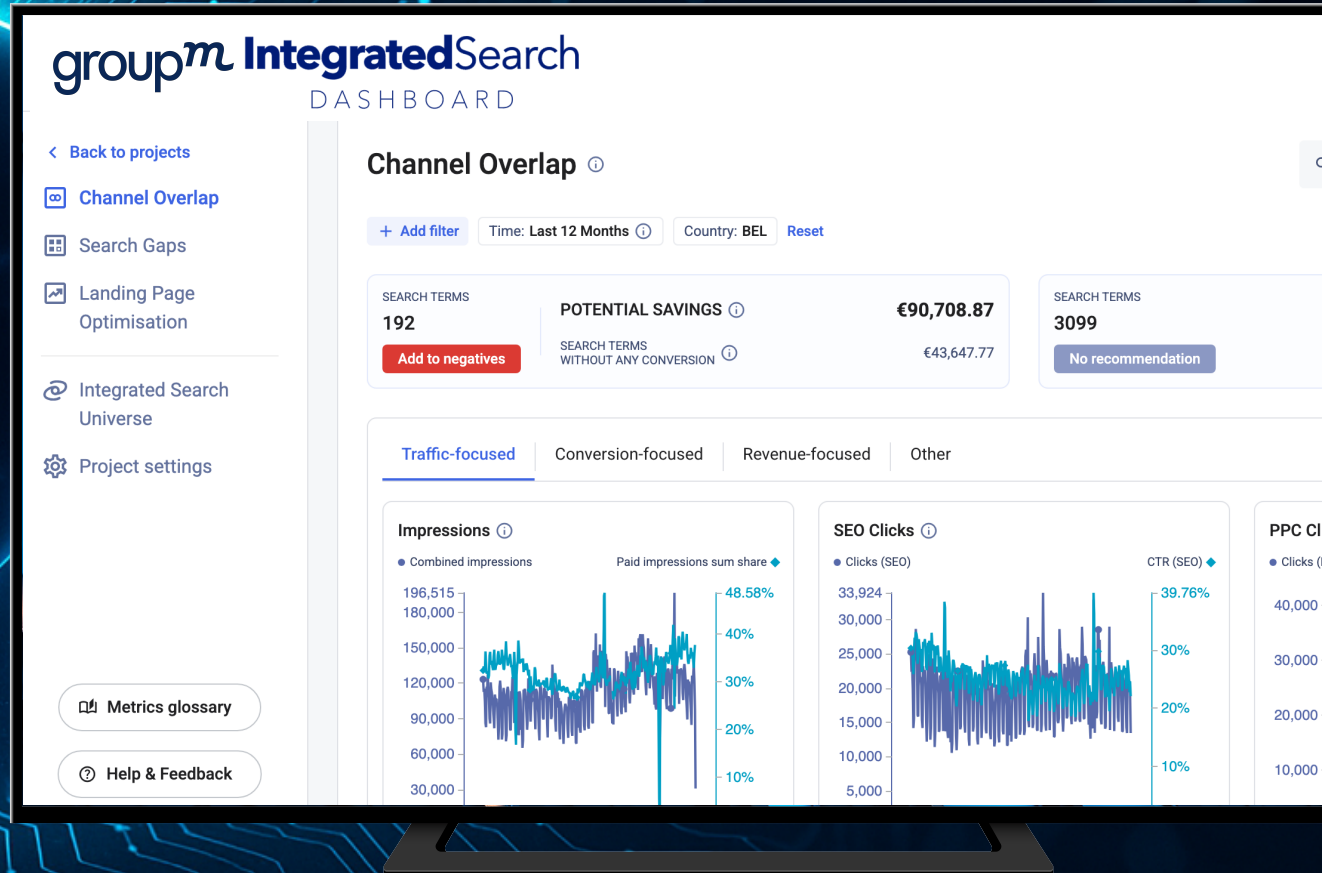 groupm IntegratedSearch
DASHBOARD
Back to projects
Channel Overlap
Search Gaps
Landing Page
Optimisation
Integrated Search
Universe
Project settings
Metrics glossary
Help & Feedback
Channel Overlap
+ Add filter
Time: Last 12 Months
Country: BEL
Reset
SEARCH TERMS
192
Add to negatives
POTENTIAL SAVINGS
€90,708.87
SEARCH TERMS
WITHOUT ANY CONVERSION
€43,647.77
SEARCH TERMS
3099
No recommendation
Traffic-focused
Conversion-focused
Revenue-focused
Other
Impressions
Combined impressions
Paid impressions sum share
196,515
180,000
150,000
120,000
90,000
60,000
30,000
48.58%
40%
30%
20%
10%
SEO Clicks
Clicks (SEO)
CTR (SEO)
33,924
30,000
25,000
20,000
15,000
10,000
5,000
39.76%
30%
20%
10%
PPC Cl
Clicks (
40,000
30,000
20,000
10,000